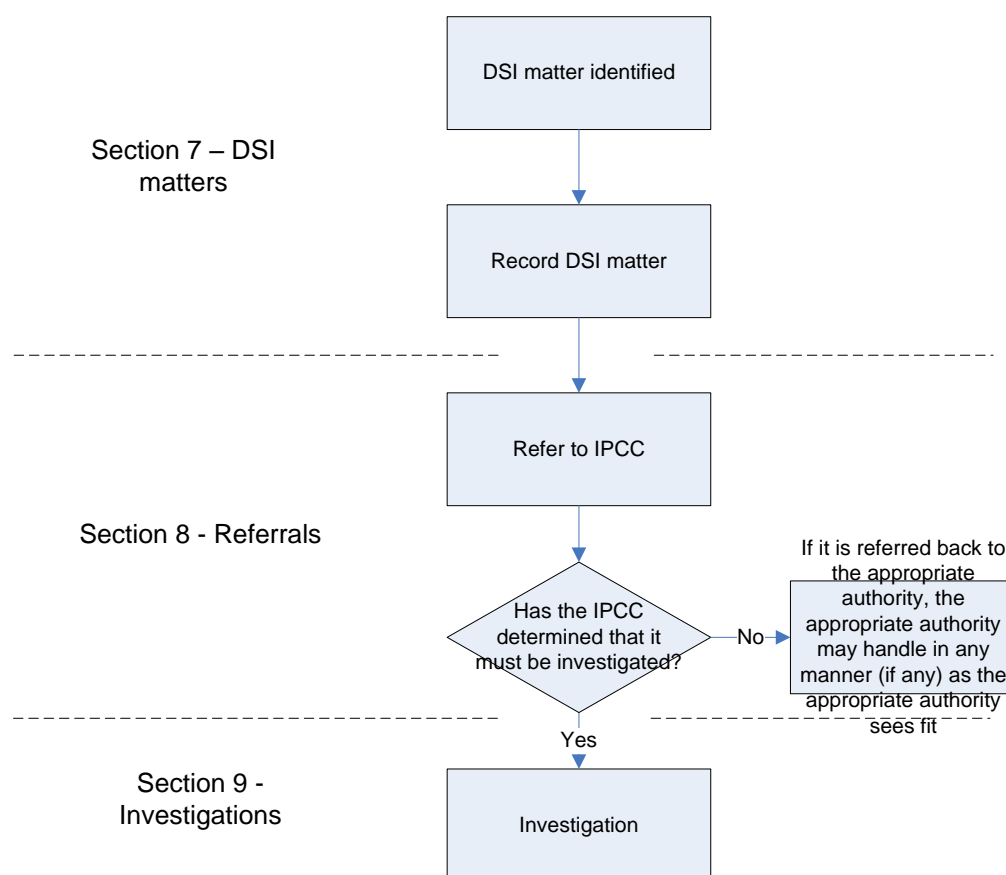 DSI matter identified
Section 7 – DSI
matters
Record DSI matter
Refer to IPCC
Section 8 - Referrals
Has the IPCC
determined that it
must be investigated?
No
If it is referred back to
the appropriate
authority, the
appropriate authority
may handle in any
manner (if any) as the
appropriate authority
sees fit
Yes
Section 9 -
Investigations
Investigation